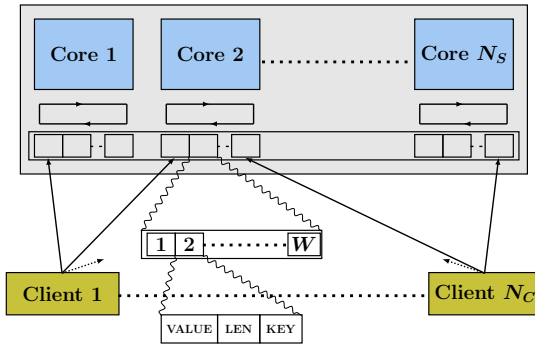 Core 1 Core 2 Core N_S
1 2 W
Client 1 Client N_C
VALUE LEN KEY